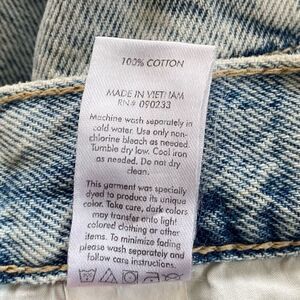 100% COTTON
MADE IN VIETNAM
RN# 090233
Machine wash separately in
cold water. Use only non-
chlorine bleach as needed.
Tumble dry low. Cool iron
as needed. Do not dry
clean.
This garment was specially
dyed to produce its unique
color. Take care, dark colors
may transfer onto light
colored clothing or other
items. To minimize fading
please wash separately and
follow care instructions.